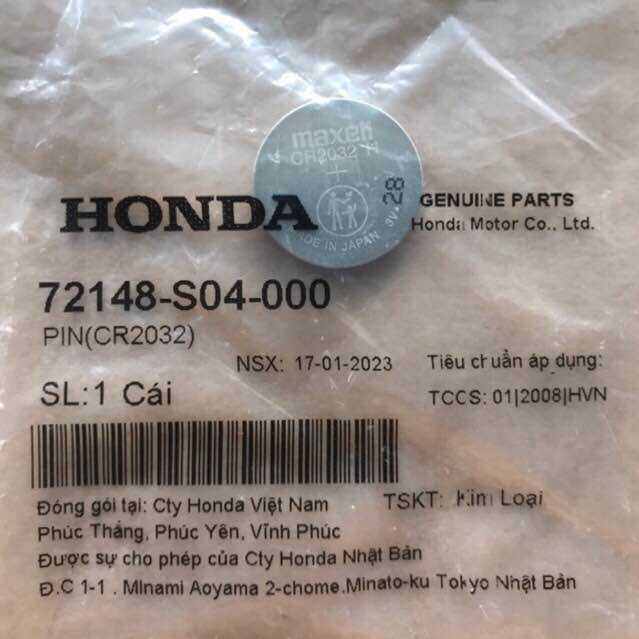 maxell
CR2032 H
+
28
3V
MADE IN JAPAN
HONDA
GENUINE PARTS
Honda Motor Co., Ltd.
72148-S04-000
PIN(CR2032)
NSX: 17-01-2023
Tiêu chuẩn áp dụng:
SL:1 Cái
TCCS: 01|2008|HVN
Đóng gói tại: Cty Honda Việt Nam
TSKT: Kim Loại
Phúc Thắng, Phúc Yên, Vĩnh Phúc
Được sự cho phép của Cty Honda Nhật Bản
Đ.C 1-1 . Minami Aoyama 2-chome.Minato-ku Tokyo Nhật Bản